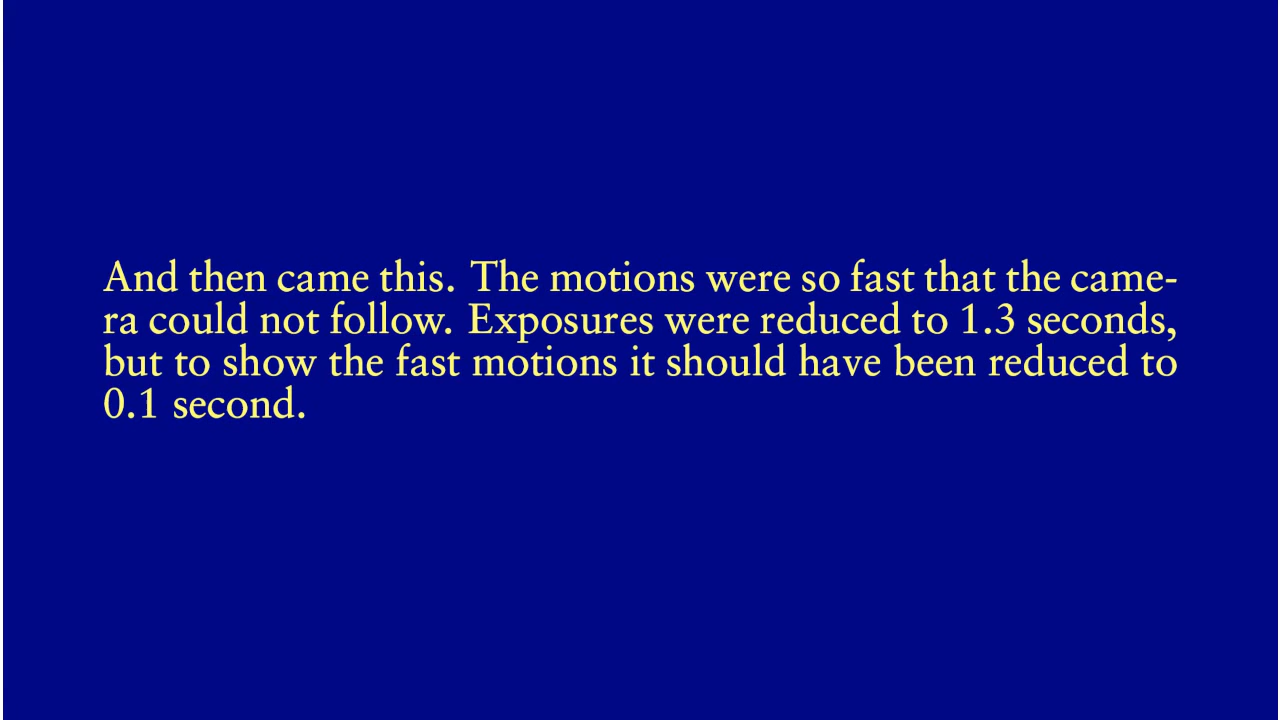 And then came this. The motions were so fast that the came-
ra could not follow. Exposures were reduced to 1.3 seconds,
but to show the fast motions it should have been reduced to
0.1 second.